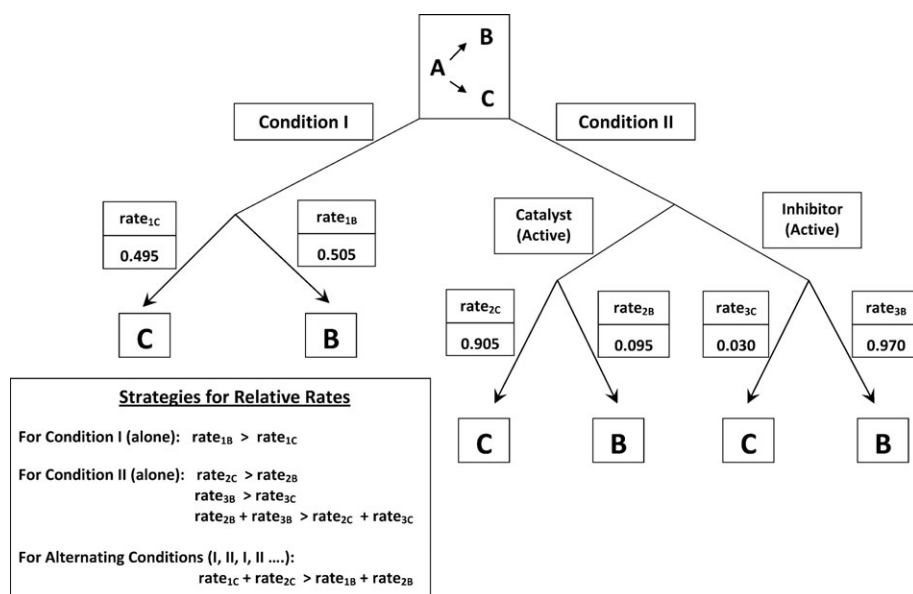 B
A
C
Condition I
Condition II
rate1C
0.495
rate1B
0.505
C
B
Catalyst
(Active)
Inhibitor
(Active)
rate2C
0.905
rate2B
0.095
rate3C
0.030
rate3B
0.970
C
B
C
B
Strategies for Relative Rates
For Condition I (alone): rate1B > rate1C
For Condition II (alone): rate2C > rate2B
rate3B > rate3C
rate2B + rate3B > rate2C + rate3C
For Alternating Conditions (I, II, I, II ....):
rate1C + rate2C > rate1B + rate2B